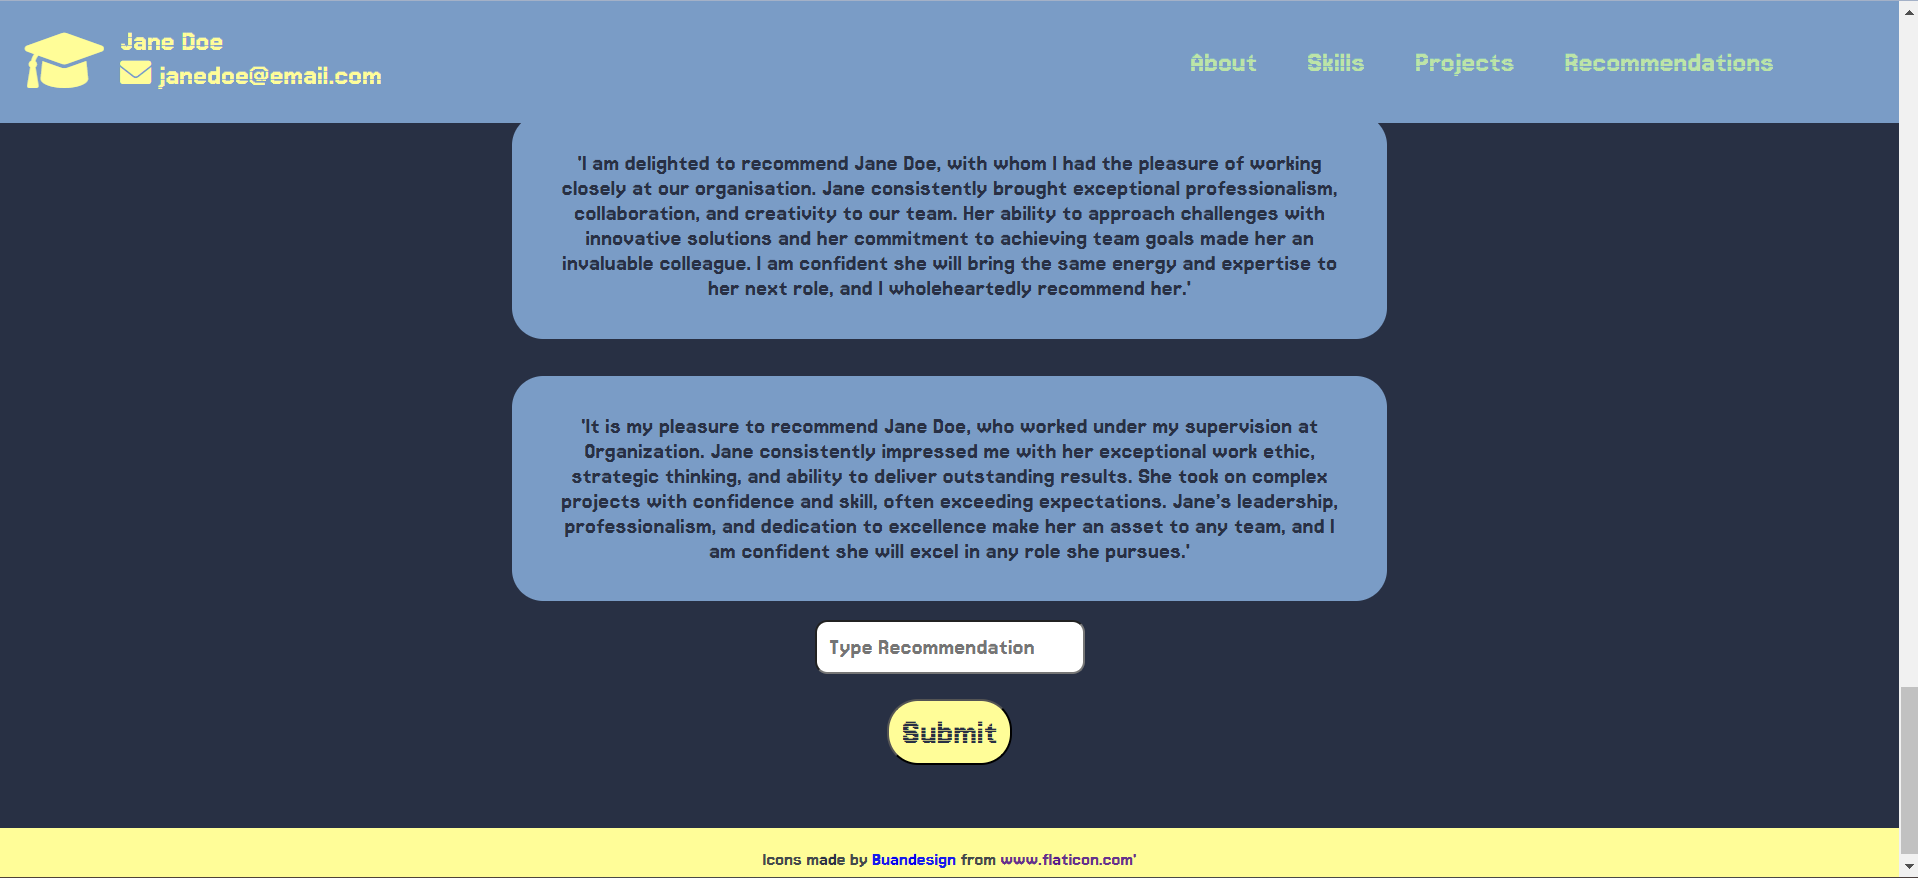 Jane Doe
janedoe@email.com
About Skills Projects Recommendations
'I am delighted to recommend Jane Doe, with whom I had the pleasure of working
closely at our organisation. Jane consistently brought exceptional professionalism,
collaboration, and creativity to our team. Her ability to approach challenges with
innovative solutions and her commitment to achieving team goals made her an
invaluable colleague. I am confident she will bring the same energy and expertise to
her next role, and I wholeheartedly recommend her.'
'It is my pleasure to recommend Jane Doe, who worked under my supervision at
Organization. Jane consistently impressed me with her exceptional work ethic,
strategic thinking, and ability to deliver outstanding results. She took on complex
projects with confidence and skill, often exceeding expectations. Jane’s leadership,
professionalism, and dedication to excellence make her an asset to any team, and I
am confident she will excel in any role she pursues.'
Type Recommendation
Submit
Icons made by Buandesign from www.flaticon.com'